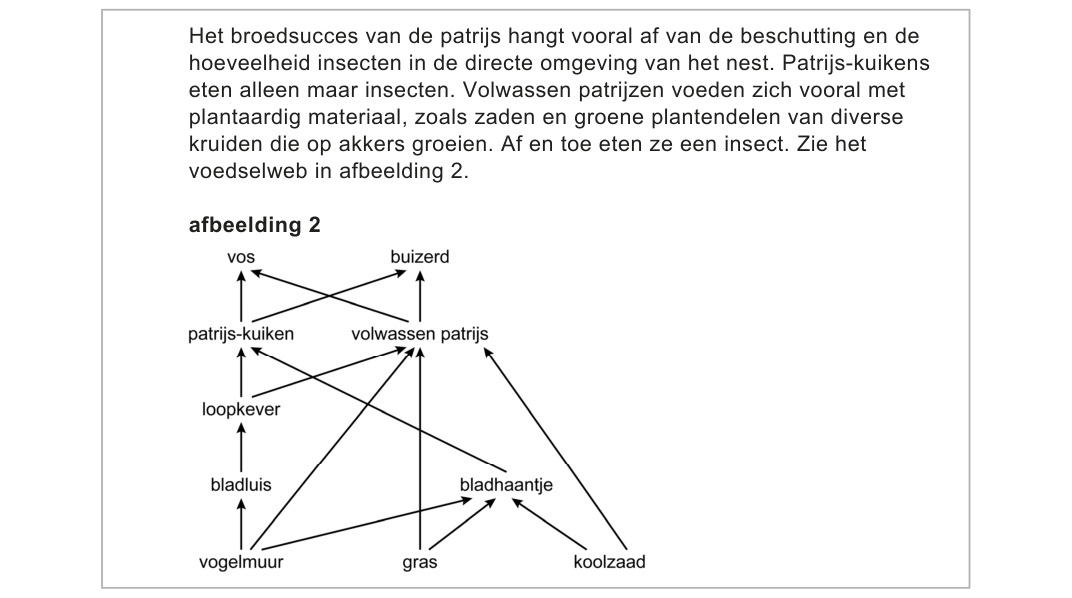 Het broedsucces van de patrijs hangt vooral af van de beschutting en de
hoeveelheid insecten in de directe omgeving van het nest. Patrijs-kuikens
eten alleen maar insecten. Volwassen patrijzen voeden zich vooral met
plantaardig materiaal, zoals zaden en groene plantendelen van diverse
kruiden die op akkers groeien. Af en toe eten ze een insect. Zie het
voedselweb in afbeelding 2.
afbeelding 2
vos buizerd
patrijs-kuiken volwassen patrijs
loopkever
bladluis bladhaantje
vogelmuur gras koolzaad